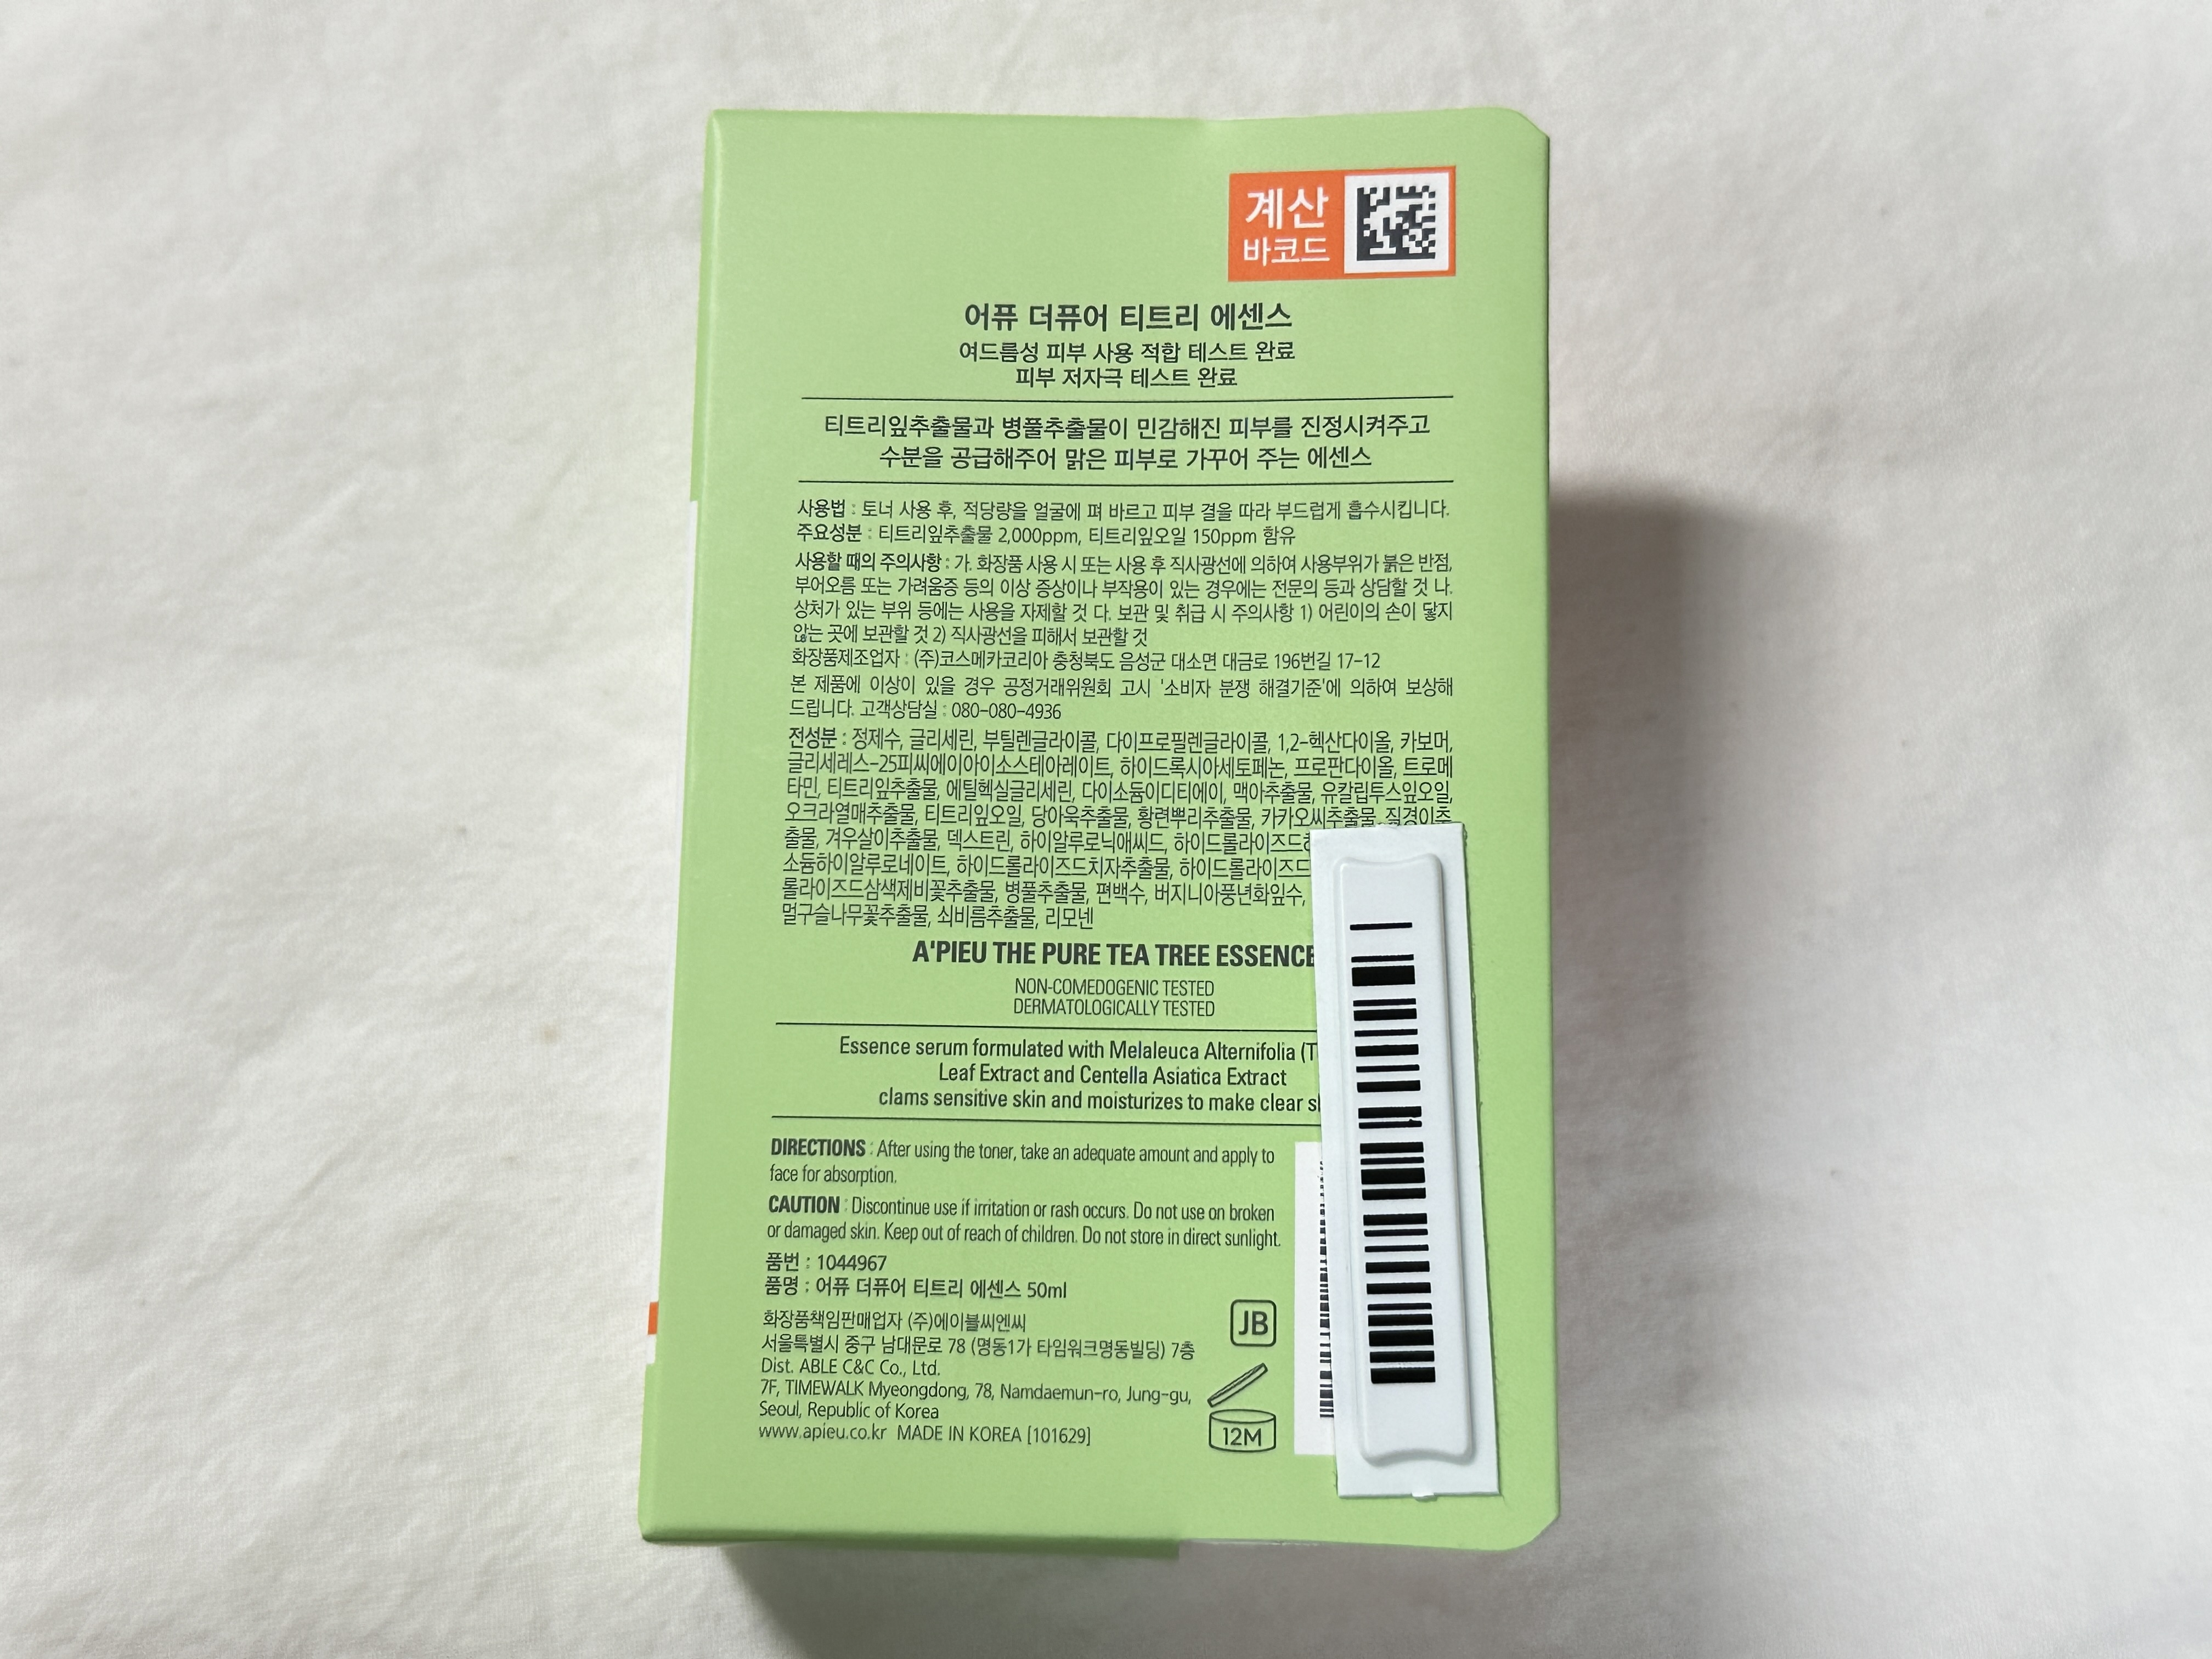 계산
바코드
어퓨 더퓨어 티트리 에센스
여드름성 피부 사용 적합 테스트 완료
피부 저자극 테스트 완료
티트리잎추출물과 병풀추출물이 민감해진 피부를 진정시켜주고
수분을 공급해주어 맑은 피부로 가꾸어 주는 에센스
사용법 : 토너 사용 후, 적당량을 얼굴에 펴 바르고 피부 결을 따라 부드럽게 흡수시킵니다.
주요성분 : 티트리잎추출물 2,000ppm, 티트리잎오일 150ppm 함유
사용할 때의 주의사항 : 가. 화장품 사용 시 또는 사용 후 직사광선에 의하여 사용부위가 붉은 반점,
부어오름 또는 가려움증 등의 이상 증상이나 부작용이 있는 경우에는 전문의 등과 상담할 것 나.
상처가 있는 부위 등에는 사용을 자제할 것 다. 보관 및 취급 시 주의사항 1) 어린이의 손이 닿지
않는 곳에 보관할 것 2) 직사광선을 피해서 보관할 것
화장품제조업자 : (주)코스메카코리아 충청북도 음성군 대소면 대금로 196번길 17-12
본 제품에 이상이 있을 경우 공정거래위원회 고시 '소비자 분쟁 해결기준'에 의하여 보상해
드립니다. 고객상담실 : 080-080-4936
전성분 : 정제수, 글리세린, 부틸렌글라이콜, 다이프로필렌글라이콜, 1,2-헥산다이올, 카보머,
글리세레스-25피씨에이아이소스테아레이트, 하이드록시아세토페논, 프로판다이올, 트로메
타민, 티트리잎추출물, 에틸헥실글리세린, 다이소듐이디티에이, 맥아추출물, 유칼립투스잎오일,
오크라열매추출물, 티트리잎오일, 당아욱추출물, 황련뿌리추출물, 카카오씨추출물, 질경이추
출물, 겨우살이추출물, 덱스트린, 하이알루로닉애씨드, 하이드롤라이즈드
소듐하이알루로네이트, 하이드롤라이즈드치자추출물, 하이드롤라이즈드
롤라이즈드삼색제비꽃추출물, 병풀추출물, 편백수, 버지니아풍년화잎수,
멀구슬나무꽃추출물, 쇠비름추출물, 리모넨
A'PIEU THE PURE TEA TREE ESSENCE
NON-COMEDOGENIC TESTED
DERMATOLOGICALLY TESTED
Essence serum formulated with Melaleuca Alternifolia
Leaf Extract and Centella Asiatica Extract
clams sensitive skin and moisturizes to make clear
DIRECTIONS : After using the toner, take an adequate amount and apply to
face for absorption.
CAUTION : Discontinue use if irritation or rash occurs. Do not use on broken
or damaged skin. Keep out of reach of children. Do not store in direct sunlight.
품번 : 1044967
품명 : 어퓨 더퓨어 티트리 에센스 50ml
화장품책임판매업자 (주)에이블씨엔씨
서울특별시 중구 남대문로 78 (명동1가 타임워크명동빌딩) 7층
Dist. ABLE C&C Co., Ltd.
7F, TIMEWALK Myeongdong, 78, Namdaemun-ro, Jung-gu,
Seoul, Republic of Korea
www.apieu.co.kr MADE IN KOREA [101629]
JB
12M